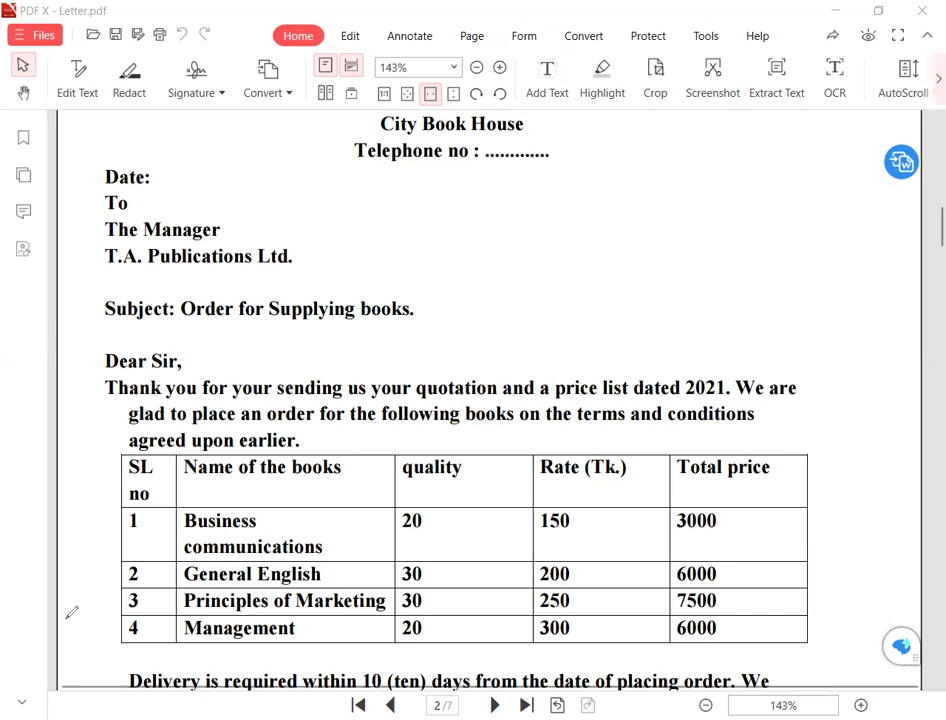 PDF X - Letter.pdf
Files
Home Edit Annotate Page Form Convert Protect Tools Help
143%
Edit Text Redact Signature Convert Add Text Highlight Crop Screenshot Extract Text OCR AutoScroll
City Book House
Telephone no : .............
Date:
To
The Manager
T.A. Publications Ltd.
Subject: Order for Supplying books.
Dear Sir,
Thank you for your sending us your quotation and a price list dated 2021. We are
glad to place an order for the following books on the terms and conditions
agreed upon earlier.
SL no Name of the books quality Rate (Tk.) Total price
1 Business communications 20 150 3000
2 General English 30 200 6000
3 Principles of Marketing 30 250 7500
4 Management 20 300 6000
Delivery is required within 10 (ten) days from the date of placing order. We
2/7 143%